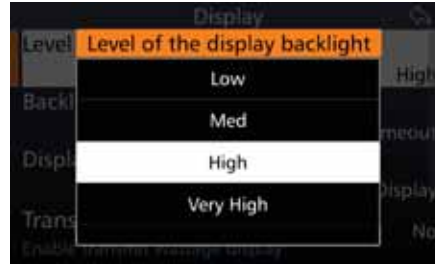 Display
Level
Level of the display backlight
Low
High
Backl
Med
meout
Displ
High
Display
Very High
Trans
No
Enable Transmit Wattage Display